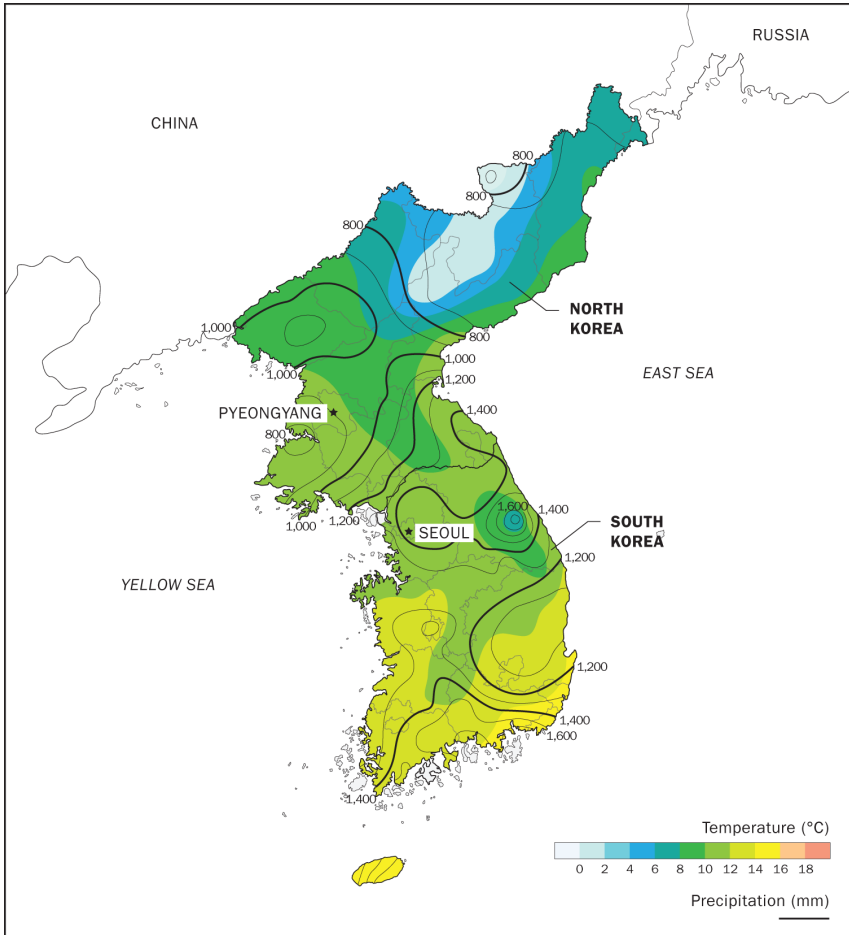 RUSSIA
CHINA
800
800
800
NORTH
KOREA
1,000
800
1,000
1,000
1,200
EAST SEA
PYEONGYANG
1,400
800
1,600
1,400
SOUTH
KOREA
1,000
1,200
SEOUL
1,200
YELLOW SEA
1,200
1,400
1,600
1,400
Temperature (°C)
0 2 4 6 8 10 12 14 16 18
Precipitation (mm)